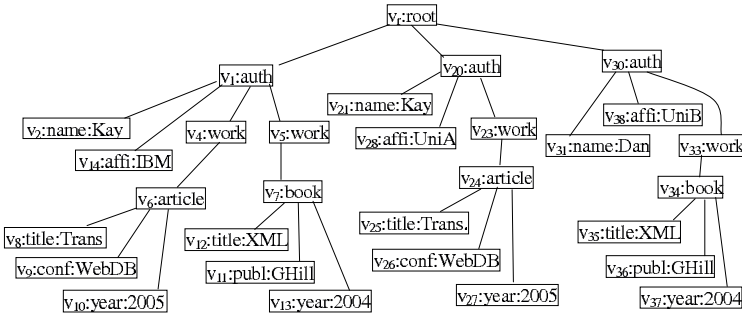 vr:root
v1:auth
v20:auth
v30:auth
v2:name:Kay
v14:affi:IBM
v4:work
v5:work
v21:name:Kay
v28:affi:UniA
v23:work
v38:affi:UniB
v31:name:Dan
v33:work
v6:article
v7:book
v24:article
v34:book
v8:title:Trans
v9:conf:WebDB
v10:year:2005
v12:title:XML
v11:publ:GHill
v13:year:2004
v25:title:Trans.
v26:conf:WebDB
v27:year:2005
v35:title:XML
v36:publ:GHill
v37:year:2004